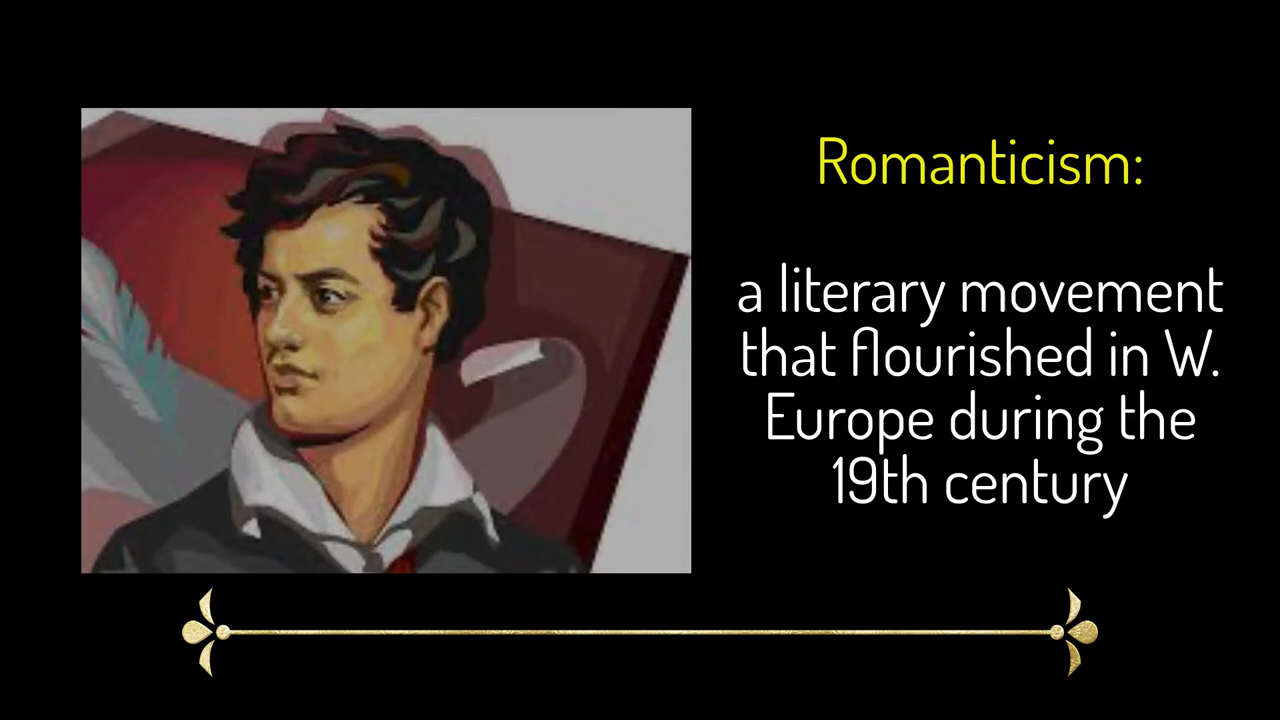 Romanticism:
a literary movement
that flourished in W.
Europe during the
19th century